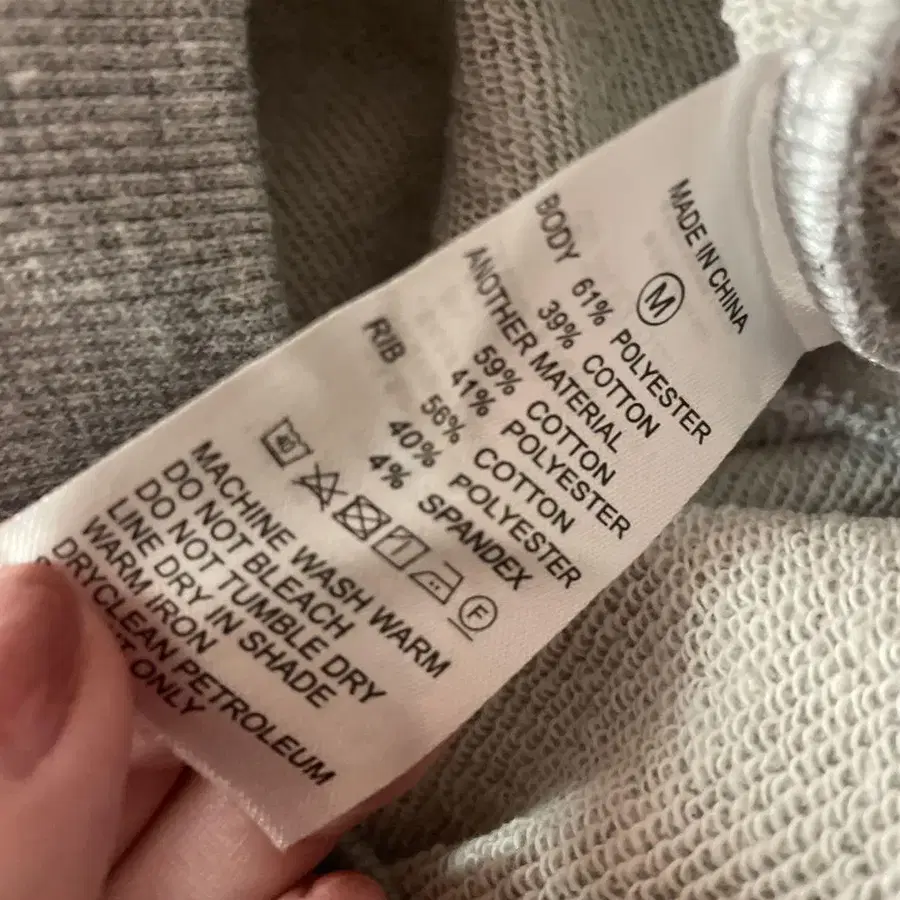 MADE IN CHINA
M
BODY 61% POLYESTER
39% COTTON
ANOTHER MATERIAL
59% COTTON
41% POLYESTER
RIB 56% COTTON
40% POLYESTER
4% SPANDEX
40
F
MACHINE WASH WARM
DO NOT BLEACH
DO NOT TUMBLE DRY
LINE DRY IN SHADE
WARM IRON
DRYCLEAN PETROLEUM
ONLY